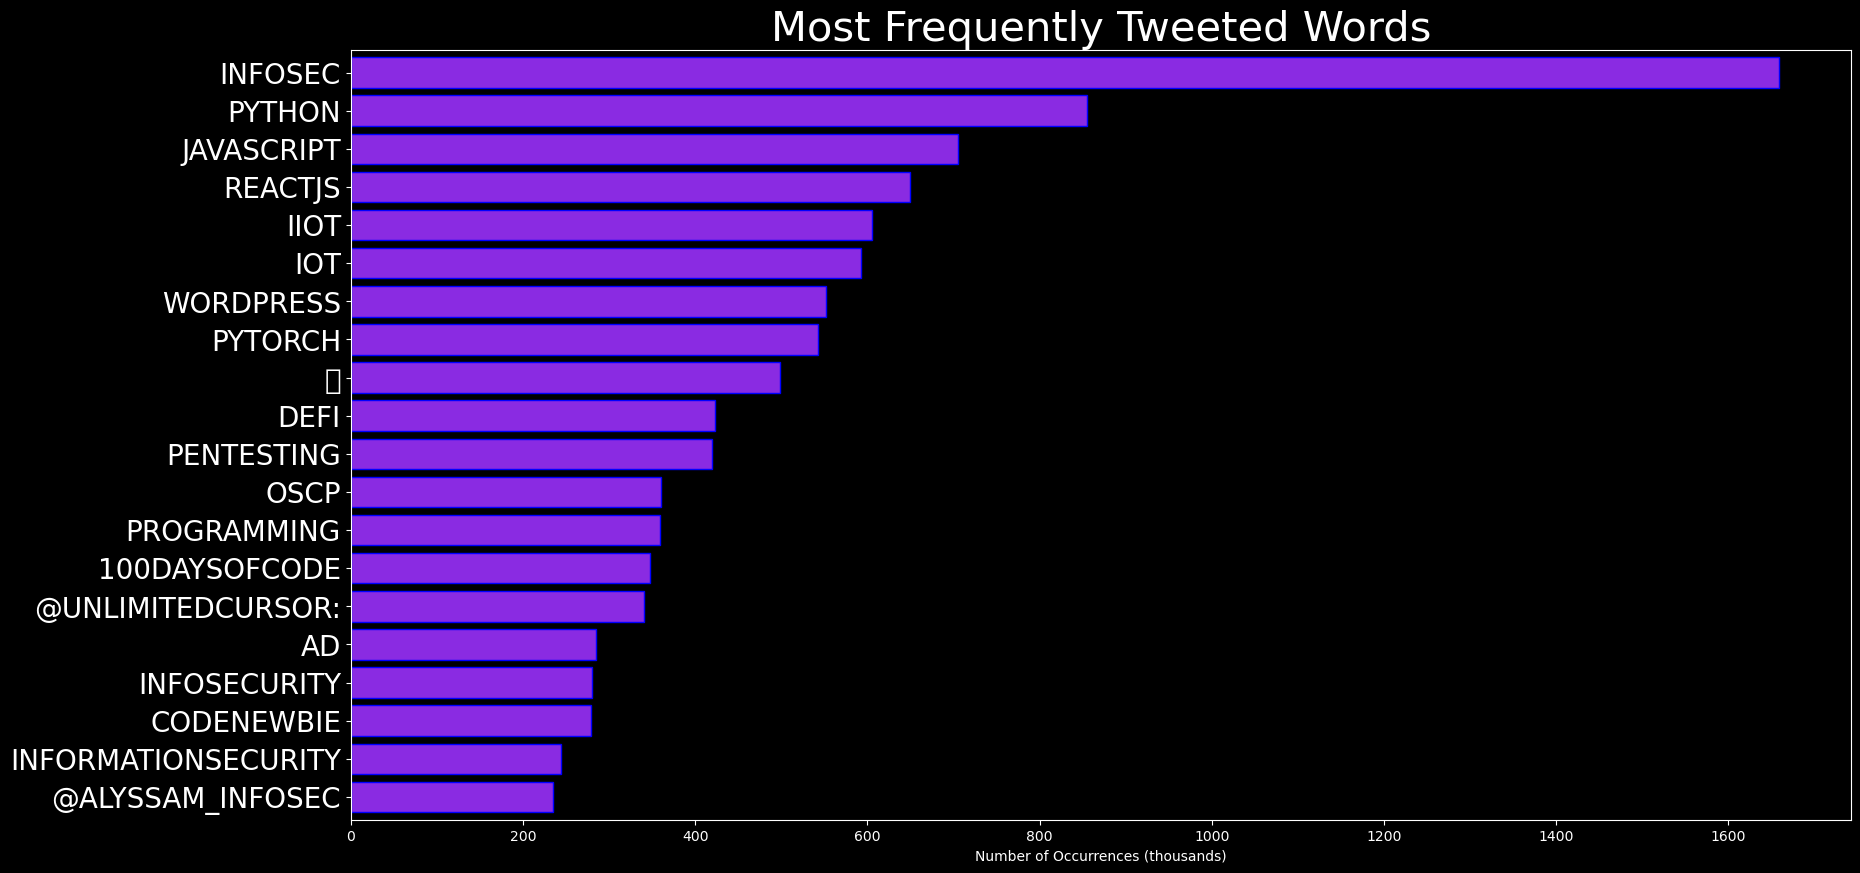 Most Frequently Tweeted Words
INFOSEC
PYTHON
JAVASCRIPT
REACTJS
IIOT
IOT
WORDPRESS
PYTORCH
DEFI
PENTESTING
OSCP
PROGRAMMING
100DAYSOFCODE
@UNLIMITEDCURSOR:
AD
INFOSECURITY
CODENEWBIE
INFORMATIONSECURITY
@ALYSSAM_INFOSEC
0 200 400 600 800 1000 1200 1400 1600
Number of Occurrences (thousands)